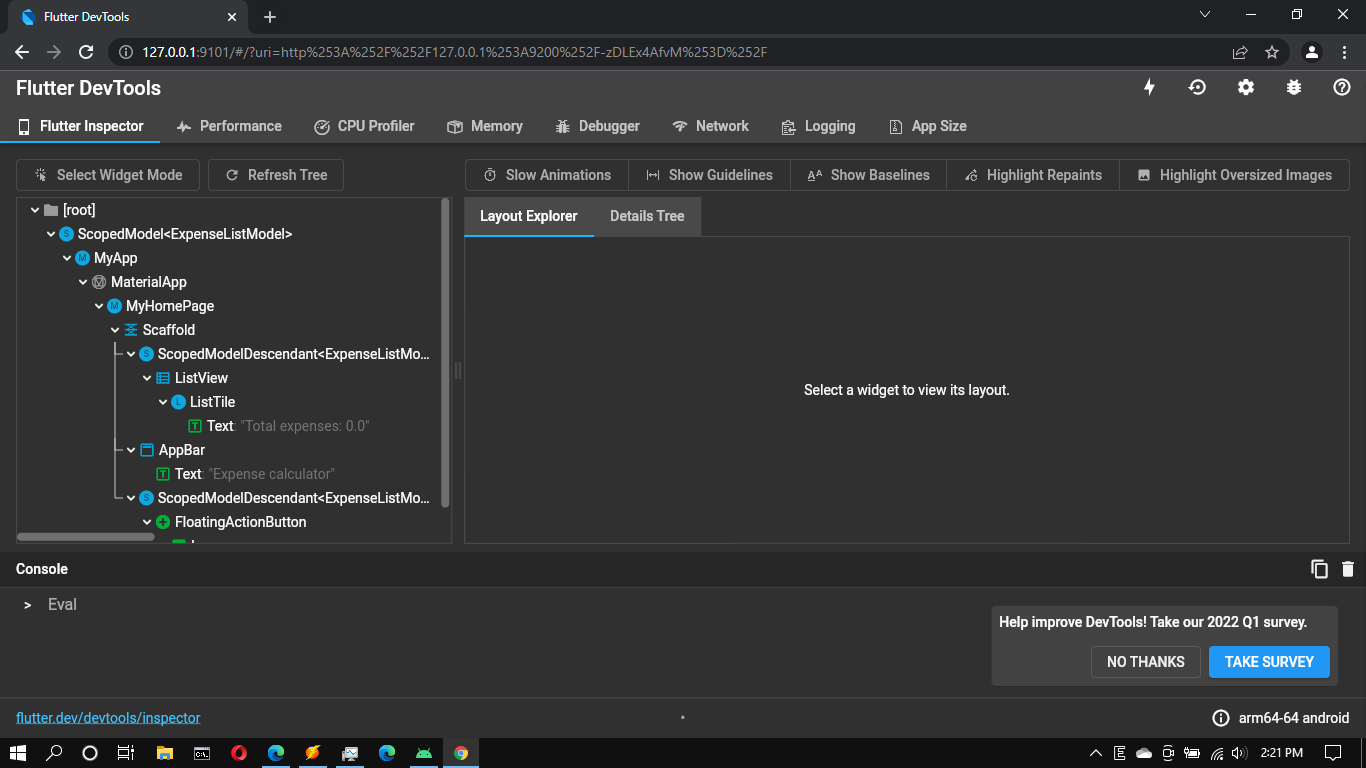 Flutter DevTools
127.0.0.1:9101/#/?uri=http%253A%252F%252F127.0.0.1%253A9200%252F-zDLEx4AfvM%253D%252F
Flutter DevTools
Flutter Inspector Performance CPU Profiler Memory Debugger Network Logging App Size
Select Widget Mode Refresh Tree Slow Animations Show Guidelines Show Baselines Highlight Repaints Highlight Oversized Images
[root]
ScopedModel<ExpenseListModel>
MyApp
MaterialApp
MyHomePage
Scaffold
ScopedModelDescendant<ExpenseListMo...
ListView
ListTile
Text: "Total expenses: 0.0"
AppBar
Text: "Expense calculator"
ScopedModelDescendant<ExpenseListMo...
FloatingActionButton
Layout Explorer Details Tree
Select a widget to view its layout.
Console
> Eval
Help improve DevTools! Take our 2022 Q1 survey.
NO THANKS TAKE SURVEY
flutter.dev/devtools/inspector
arm64-64 android
2:21 PM